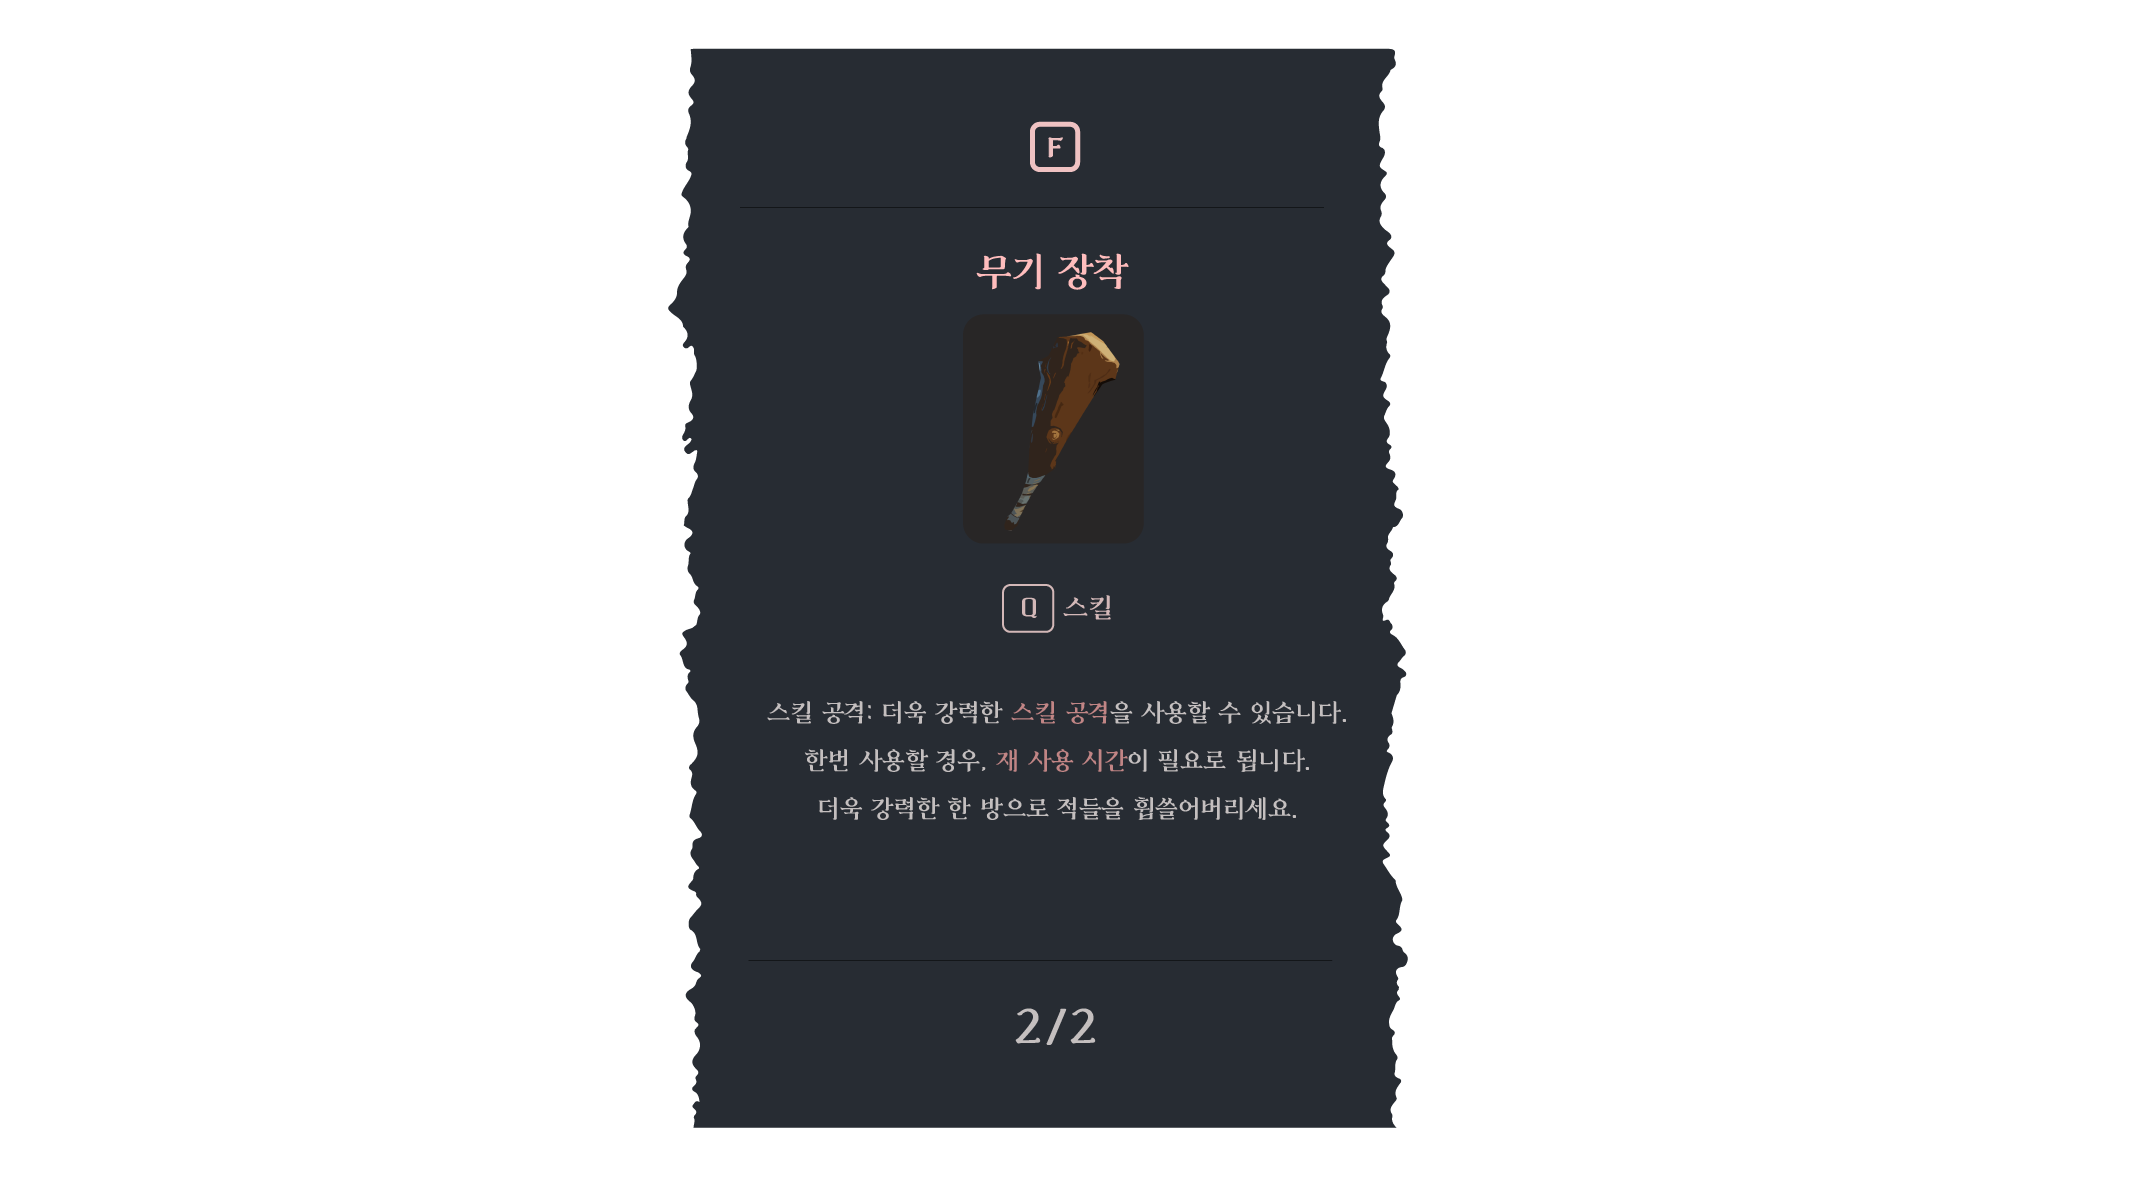 F
무기 장착
Q 스킬
스킬 공격: 더욱 강력한 스킬 공격을 사용할 수 있습니다.
한번 사용할 경우, 재 사용 시간이 필요로 됩니다.
더욱 강력한 한 방으로 적들을 휩쓸어버리세요.
2/2